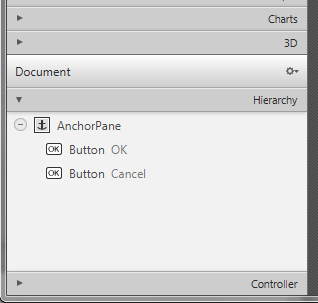 Charts
3D
Document
Hierarchy
AnchorPane
OK Button OK
OK Button Cancel
Controller